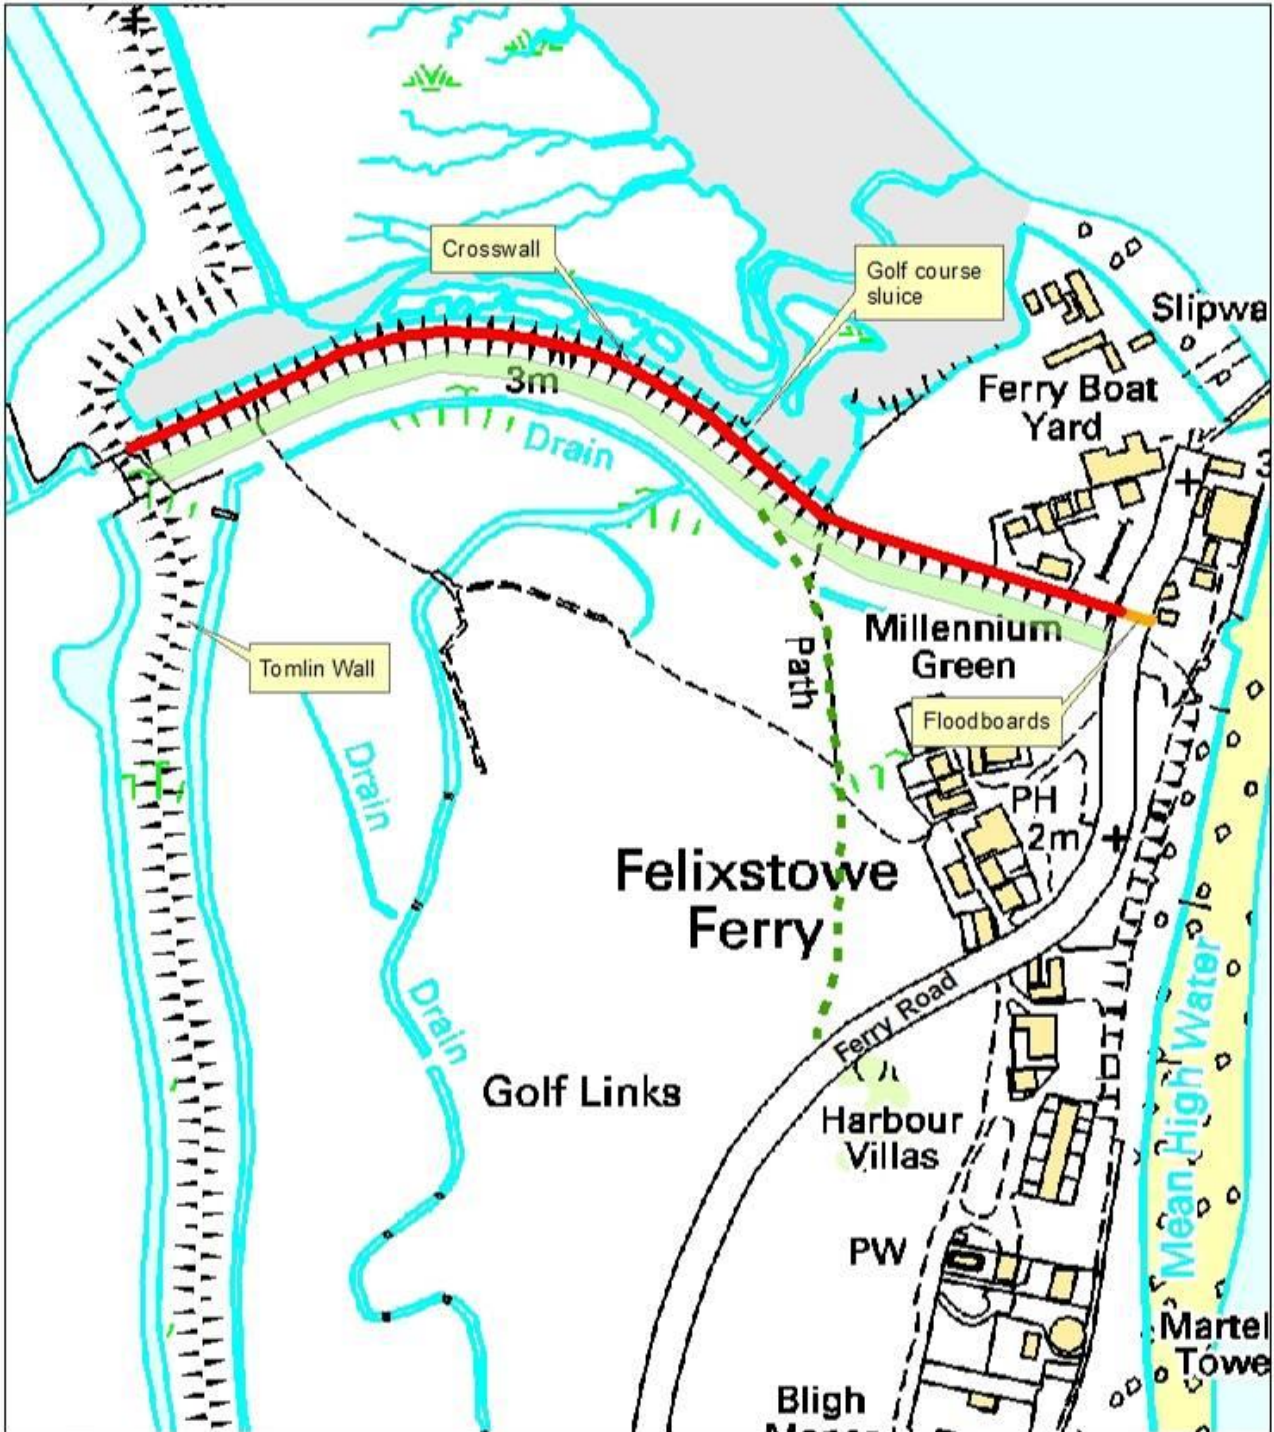 Crosswall
Golf course
sluice
Slipwa
Ferry Boat
Yard
3m
Drain
3
Millennium
Green
Path
Tomlin Wall
Floodboards
Drain
PH
2m
Felixstowe
Ferry
Drain
Ferry Road
Mean High Water
Golf Links
Harbour
Villas
PW
Martel
Towe
Bligh